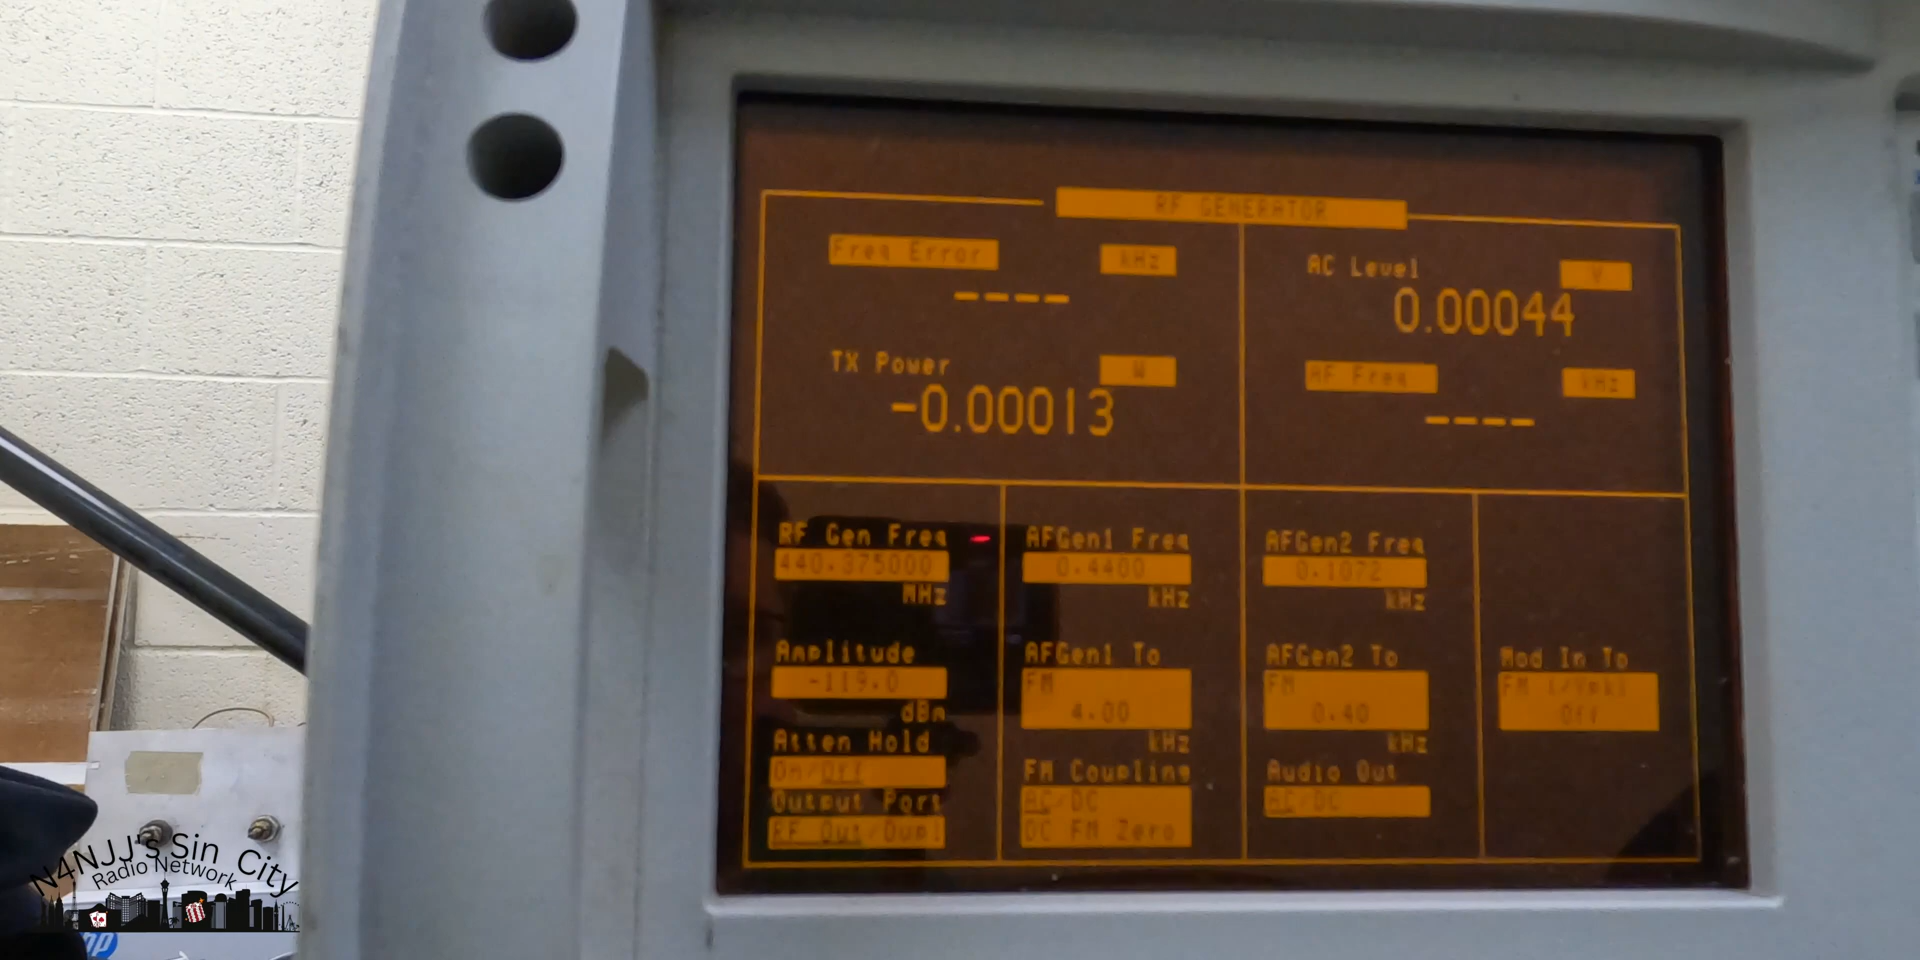 RF GENERATOR
Freq Error kHz
----
AC Level V
0.00044
TX Power W
-0.00013
AF Freq kHz
----
RF Gen Freq
440.375000
MHz
AFGen1 Freq
0.4400
kHz
AFGen2 Freq
0.1072
kHz
Amplitude
-119.0
dBm
AFGen1 To
FM
4.00
kHz
AFGen2 To
FM
0.40
kHz
Mod In To
FM (/Vpk)
Off
Atten Hold
On/Off
Output Port
RF Out/Dupl
FM Coupling
AC/DC
DC FM Zero
Audio Out
AC/DC
N4NJJ's Sin City
Radio Network
hp